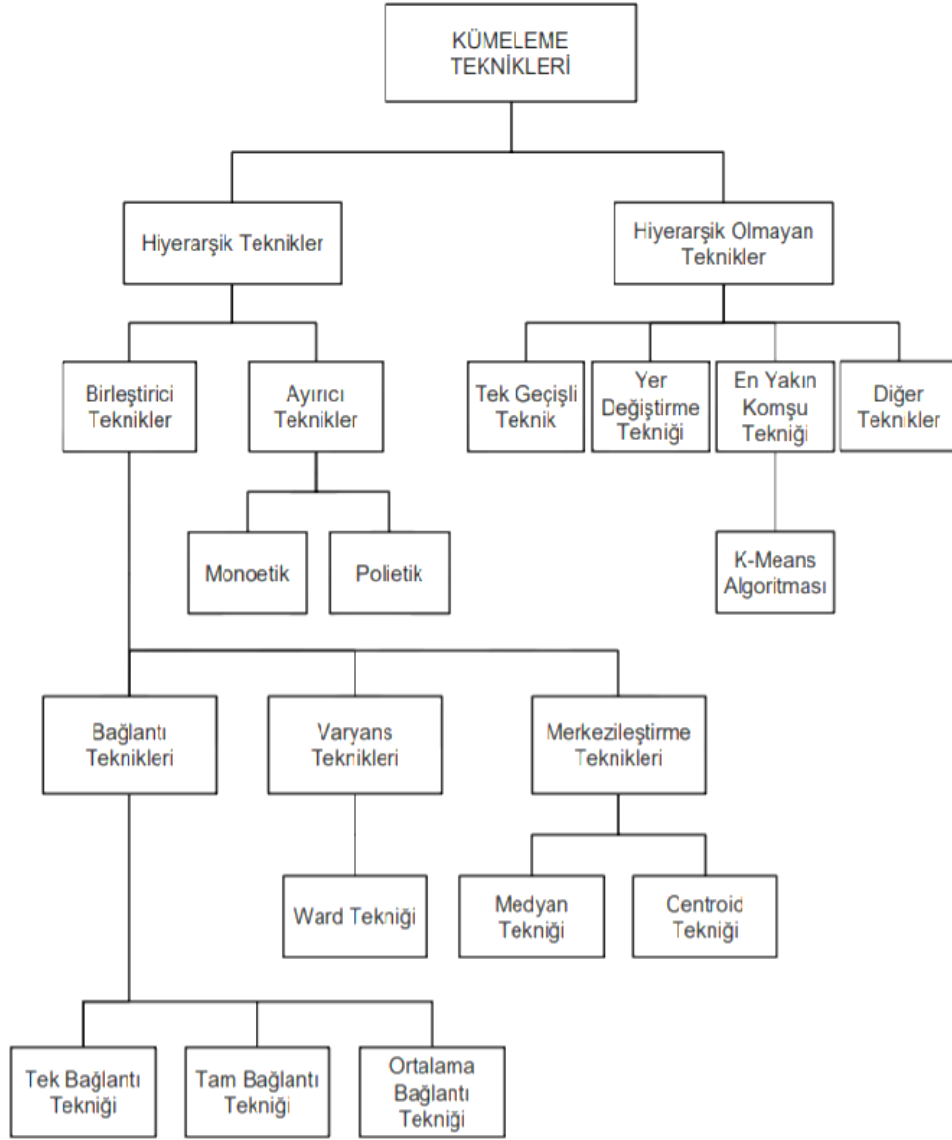 KÜMELEME
TEKNİKLERİ
Hiyerarşik Teknikler
Hiyerarşik Olmayan
Teknikler
Birleştirici
Teknikler
Ayırıcı
Teknikler
Tek Geçişli
Teknik
Yer
Değiştirme
Tekniği
En Yakın
Komşu
Tekniği
Diğer
Teknikler
Monoetik
Polietik
K-Means
Algoritması
Bağlantı
Teknikleri
Varyans
Teknikleri
Merkezileştirme
Teknikleri
Ward Tekniği
Medyan
Tekniği
Centroid
Tekniği
Tek Bağlantı
Tekniği
Tam Bağlantı
Tekniği
Ortalama
Bağlantı
Tekniği